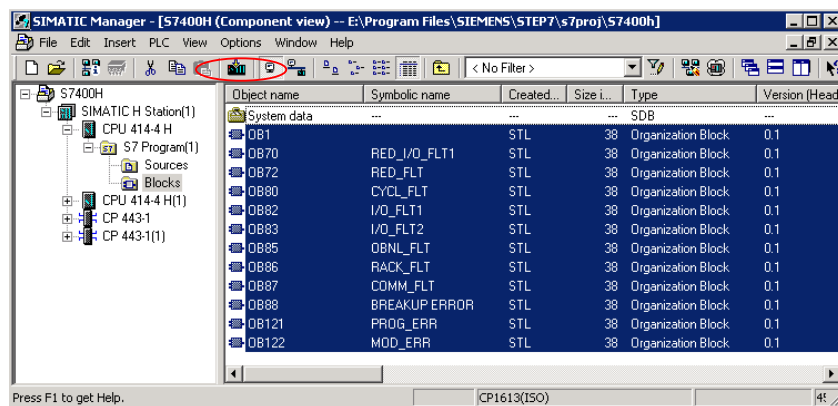 SIMATIC Manager - [S7400H (Component view) -- E:\Program Files\SIEMENS\STEP7\s7proj\S7400h]
File Edit Insert PLC View Options Window Help
< No Filter >
S7400H
SIMATIC H Station(1)
CPU 414-4 H
S7 Program(1)
Sources
Blocks
CPU 414-4 H(1)
CP 443-1
CP 443-1(1)
Object name Symbolic name Created... Size i... Type Version (Head
System data --- --- --- SDB ---
OB1 STL 38 Organization Block 0.1
OB70 RED_I/O_FLT1 STL 38 Organization Block 0.1
OB72 RED_FLT STL 38 Organization Block 0.1
OB80 CYCL_FLT STL 38 Organization Block 0.1
OB82 I/O_FLT1 STL 38 Organization Block 0.1
OB83 I/O_FLT2 STL 38 Organization Block 0.1
OB85 OBNL_FLT STL 38 Organization Block 0.1
OB86 RACK_FLT STL 38 Organization Block 0.1
OB87 COMM_FLT STL 38 Organization Block 0.1
OB88 BREAKUP ERROR STL 38 Organization Block 0.1
OB121 PROG_ERR STL 38 Organization Block 0.1
OB122 MOD_ERR STL 38 Organization Block 0.1
Press F1 to get Help. CP1613(ISO)